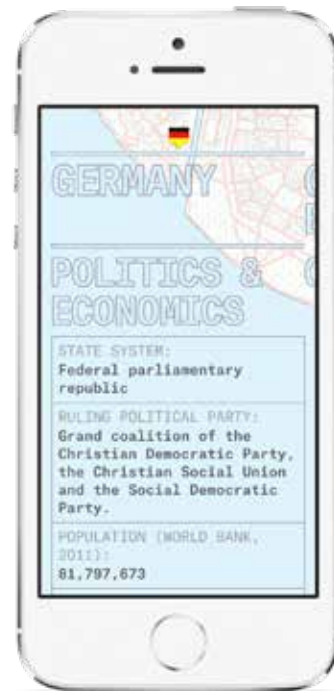 GERMANY
POLITICS &
ECONOMICS
STATE SYSTEM:
Federal parliamentary
republic
RULING POLITICAL PARTY:
Grand coalition of the
Christian Democratic Party,
the Christian Social Union
and the Social Democratic
Party.
POPULATION (WORLD BANK,
2011):
81,797,673